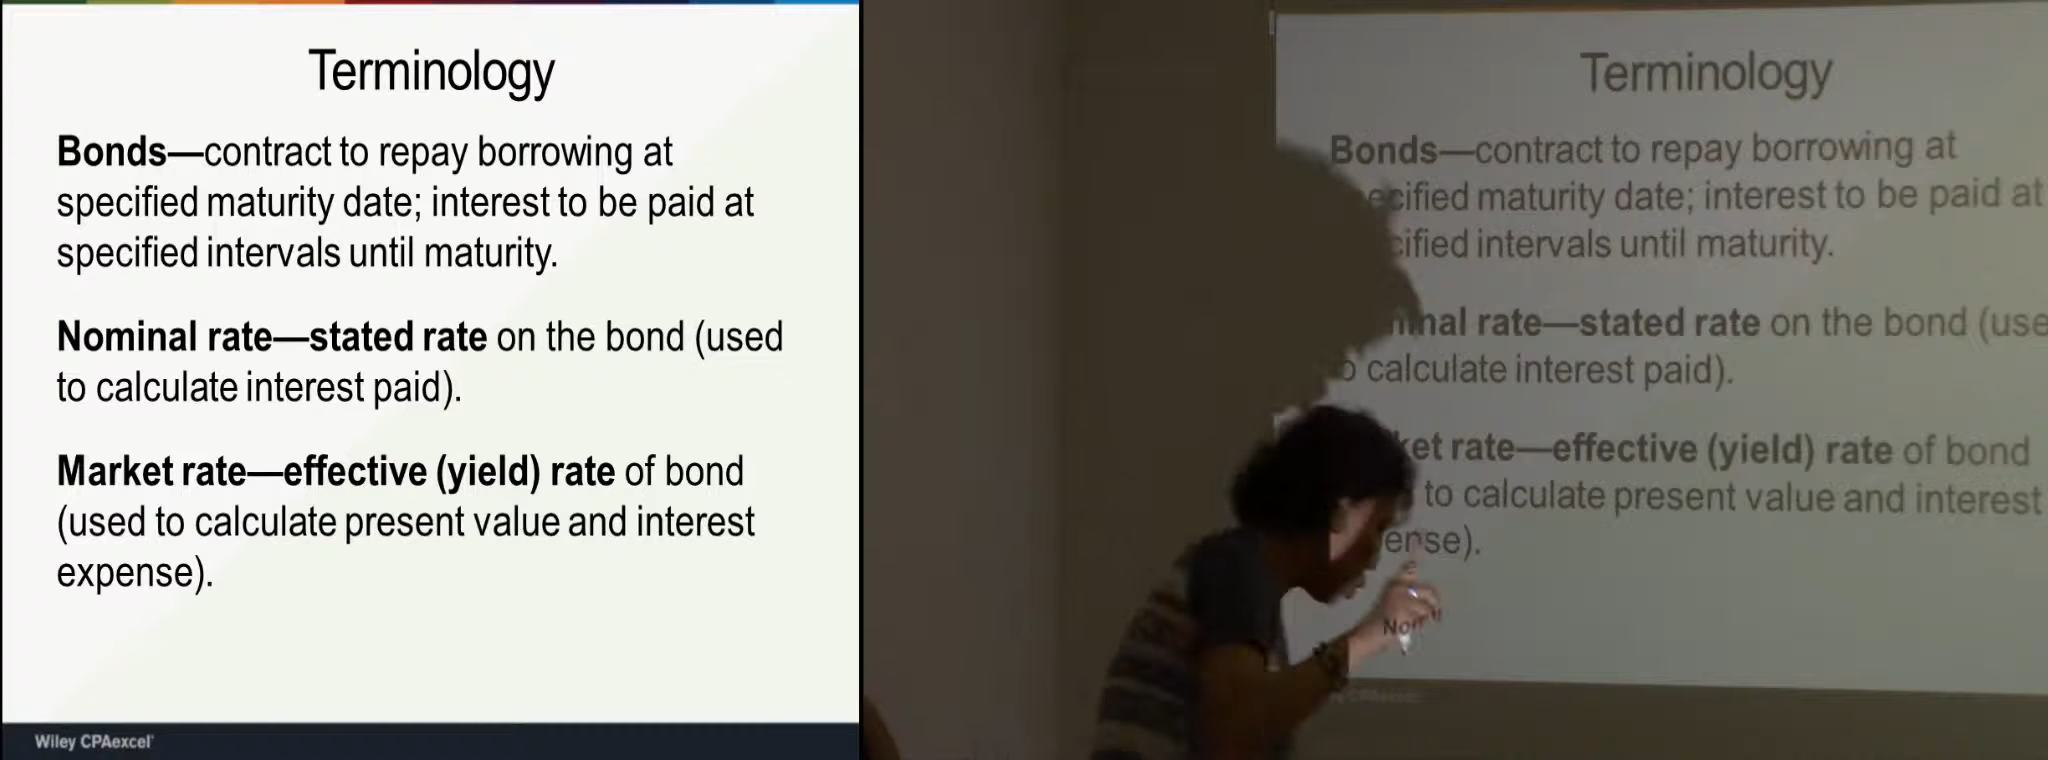 Terminology
Bonds—contract to repay borrowing at
specified maturity date; interest to be paid at
specified intervals until maturity.
Nominal rate—stated rate on the bond (used
to calculate interest paid).
Market rate—effective (yield) rate of bond
(used to calculate present value and interest
expense).
Wiley CPAexcel
Terminology
Bonds—contract to repay borrowing at
ecified maturity date; interest to be paid at
cified intervals until maturity.
inal rate—stated rate on the bond (use
o calculate interest paid).
ket rate—effective (yield) rate of bond
to calculate present value and interest
ense).